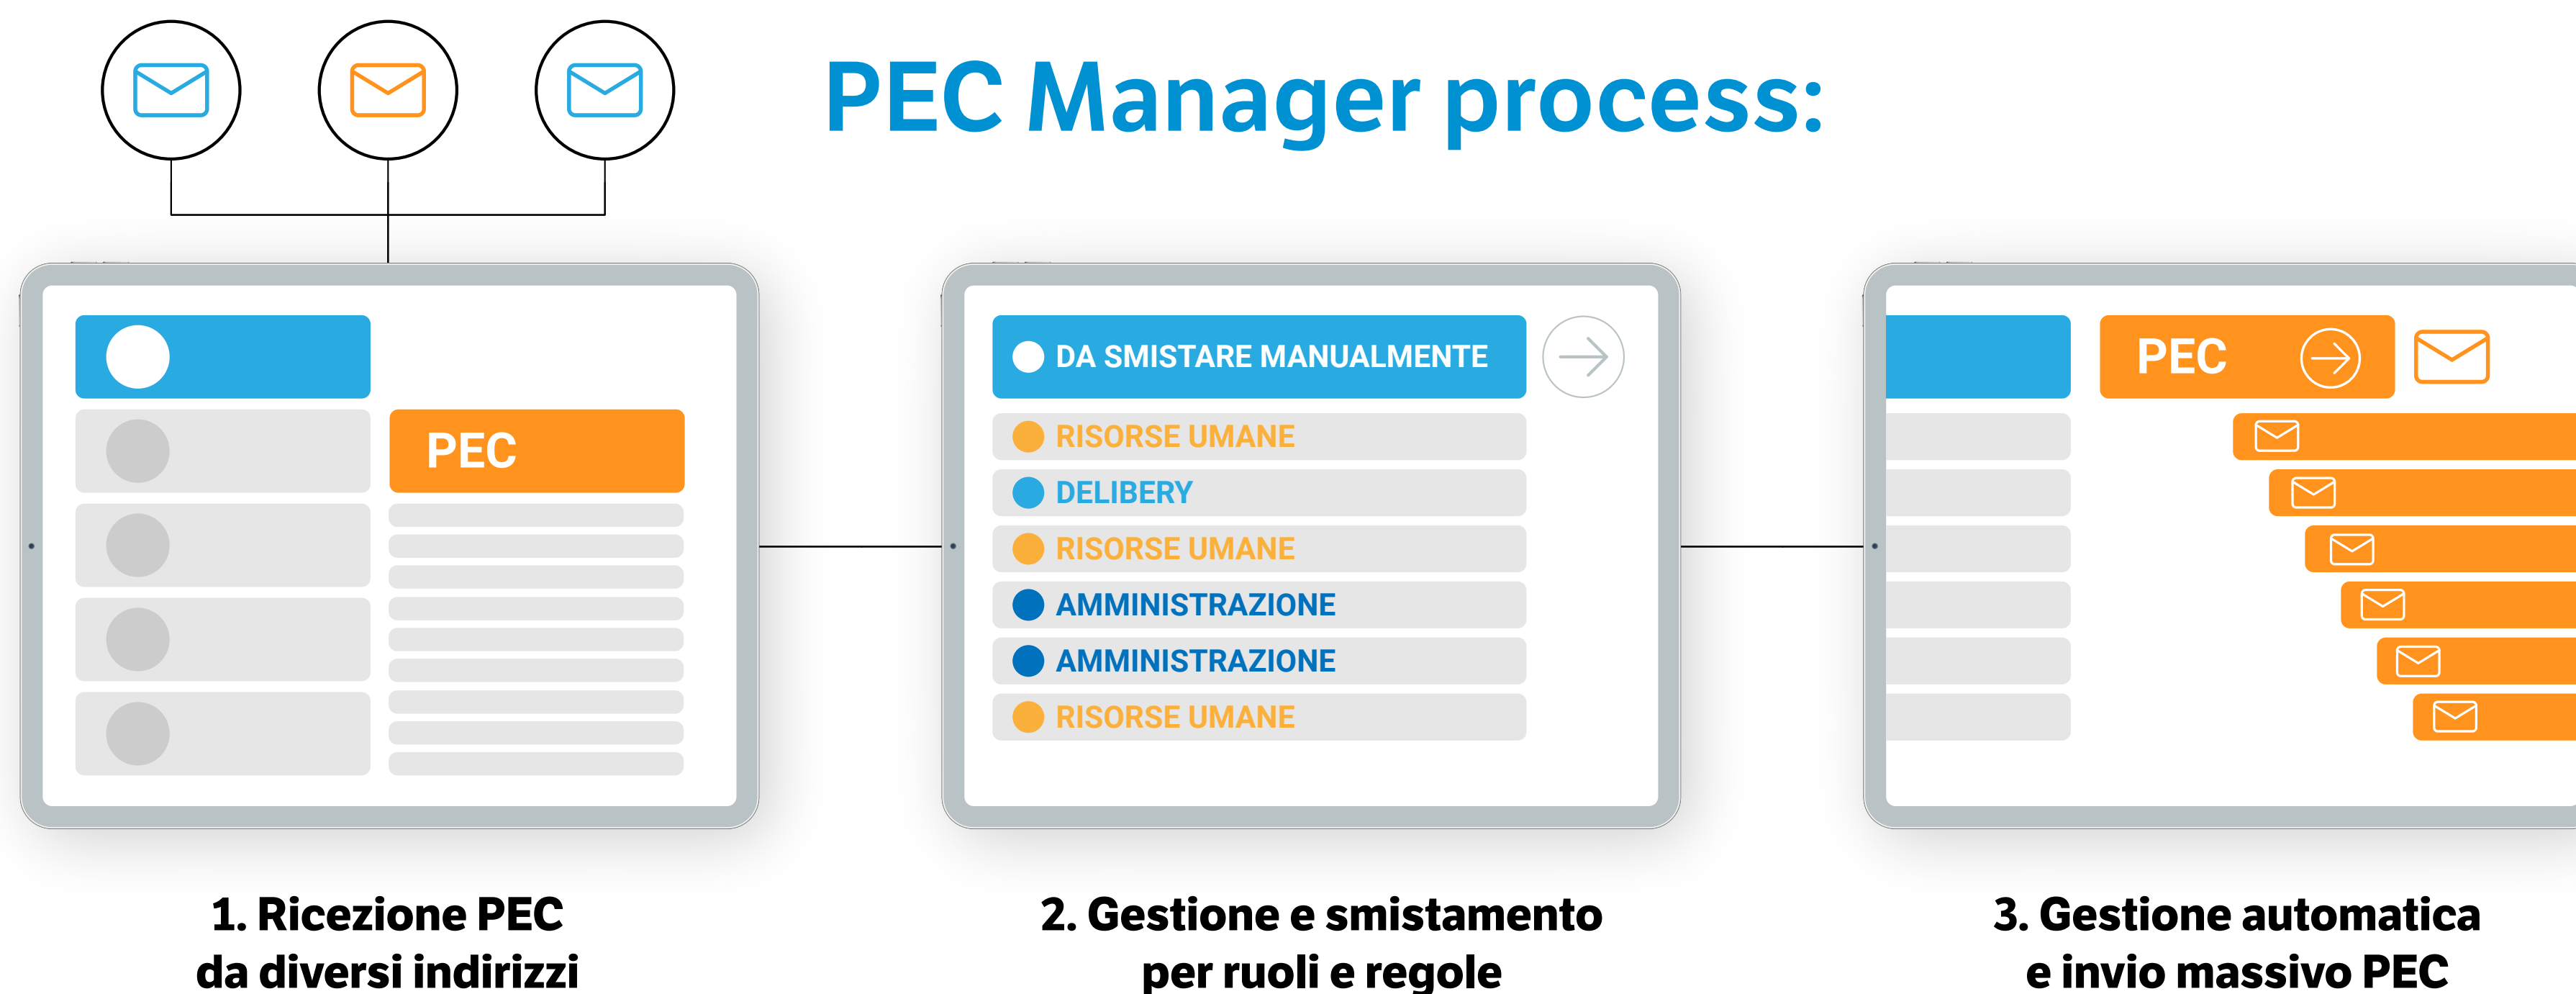 PEC Manager process:
PEC
1. Ricezione PEC
da diversi indirizzi
DA SMISTARE MANUALMENTE
RISORSE UMANE
DELIBERY
RISORSE UMANE
AMMINISTRAZIONE
AMMINISTRAZIONE
RISORSE UMANE
2. Gestione e smistamento
per ruoli e regole
PEC
3. Gestione automatica
e invio massivo PEC